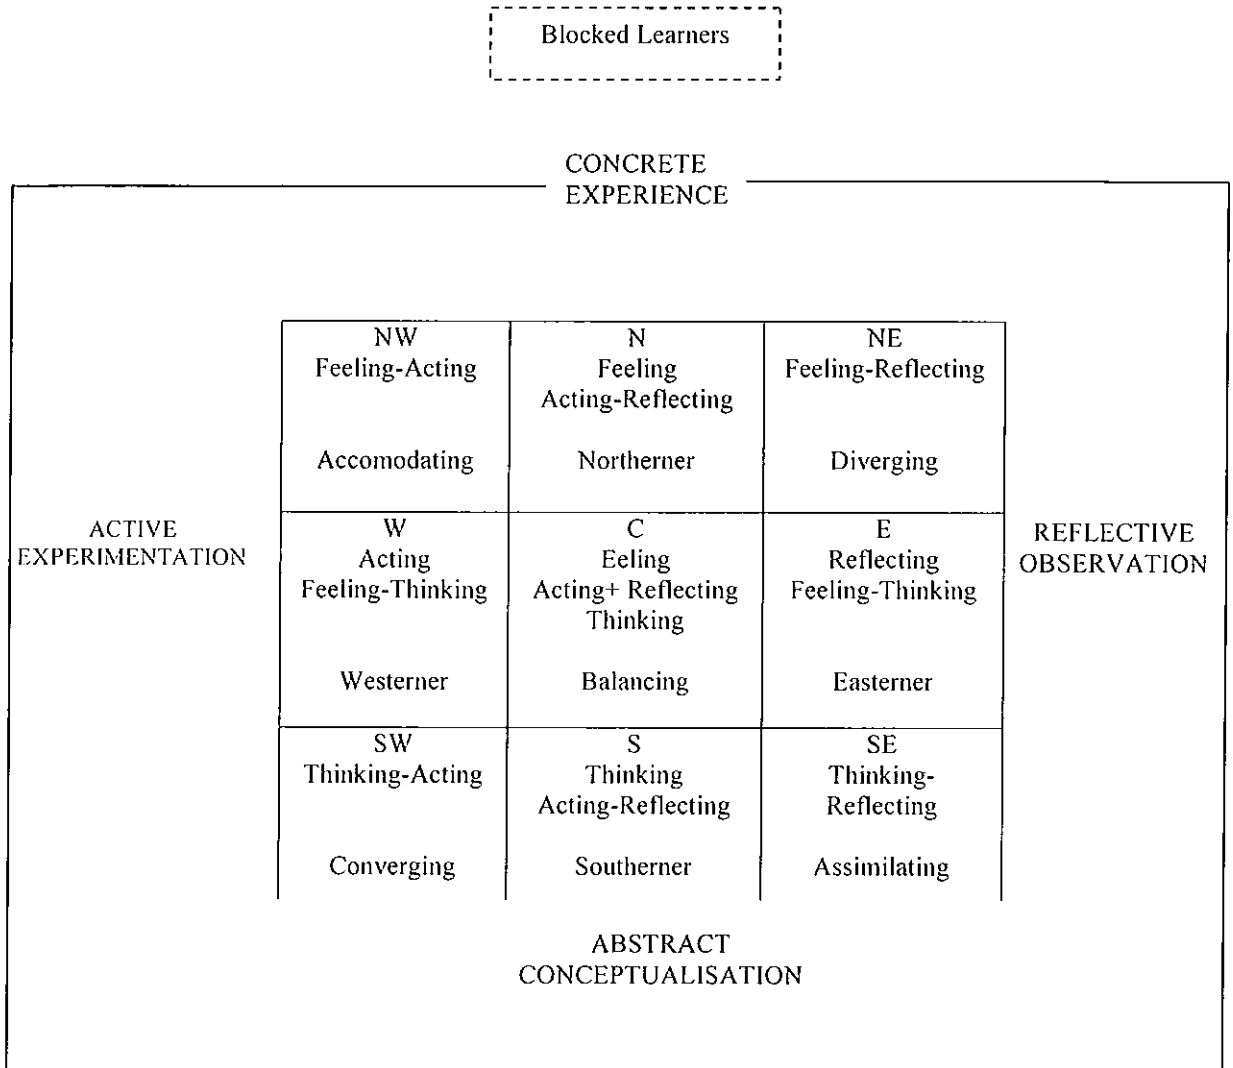 Blocked Learners
CONCRETE
EXPERIENCE
NW
Feeling-Acting
Accomodating
N
Feeling
Acting-Reflecting
Northerner
NE
Feeling-Reflecting
Diverging
ACTIVE
EXPERIMENTATION
W
Acting
Feeling-Thinking
Westerner
C
Eeling
Acting+ Reflecting
Thinking
Balancing
E
Reflecting
Feeling-Thinking
Easterner
REFLECTIVE
OBSERVATION
SW
Thinking-Acting
Converging
S
Thinking
Acting-Reflecting
Southerner
SE
Thinking-
Reflecting
Assimilating
ABSTRACT
CONCEPTUALISATION